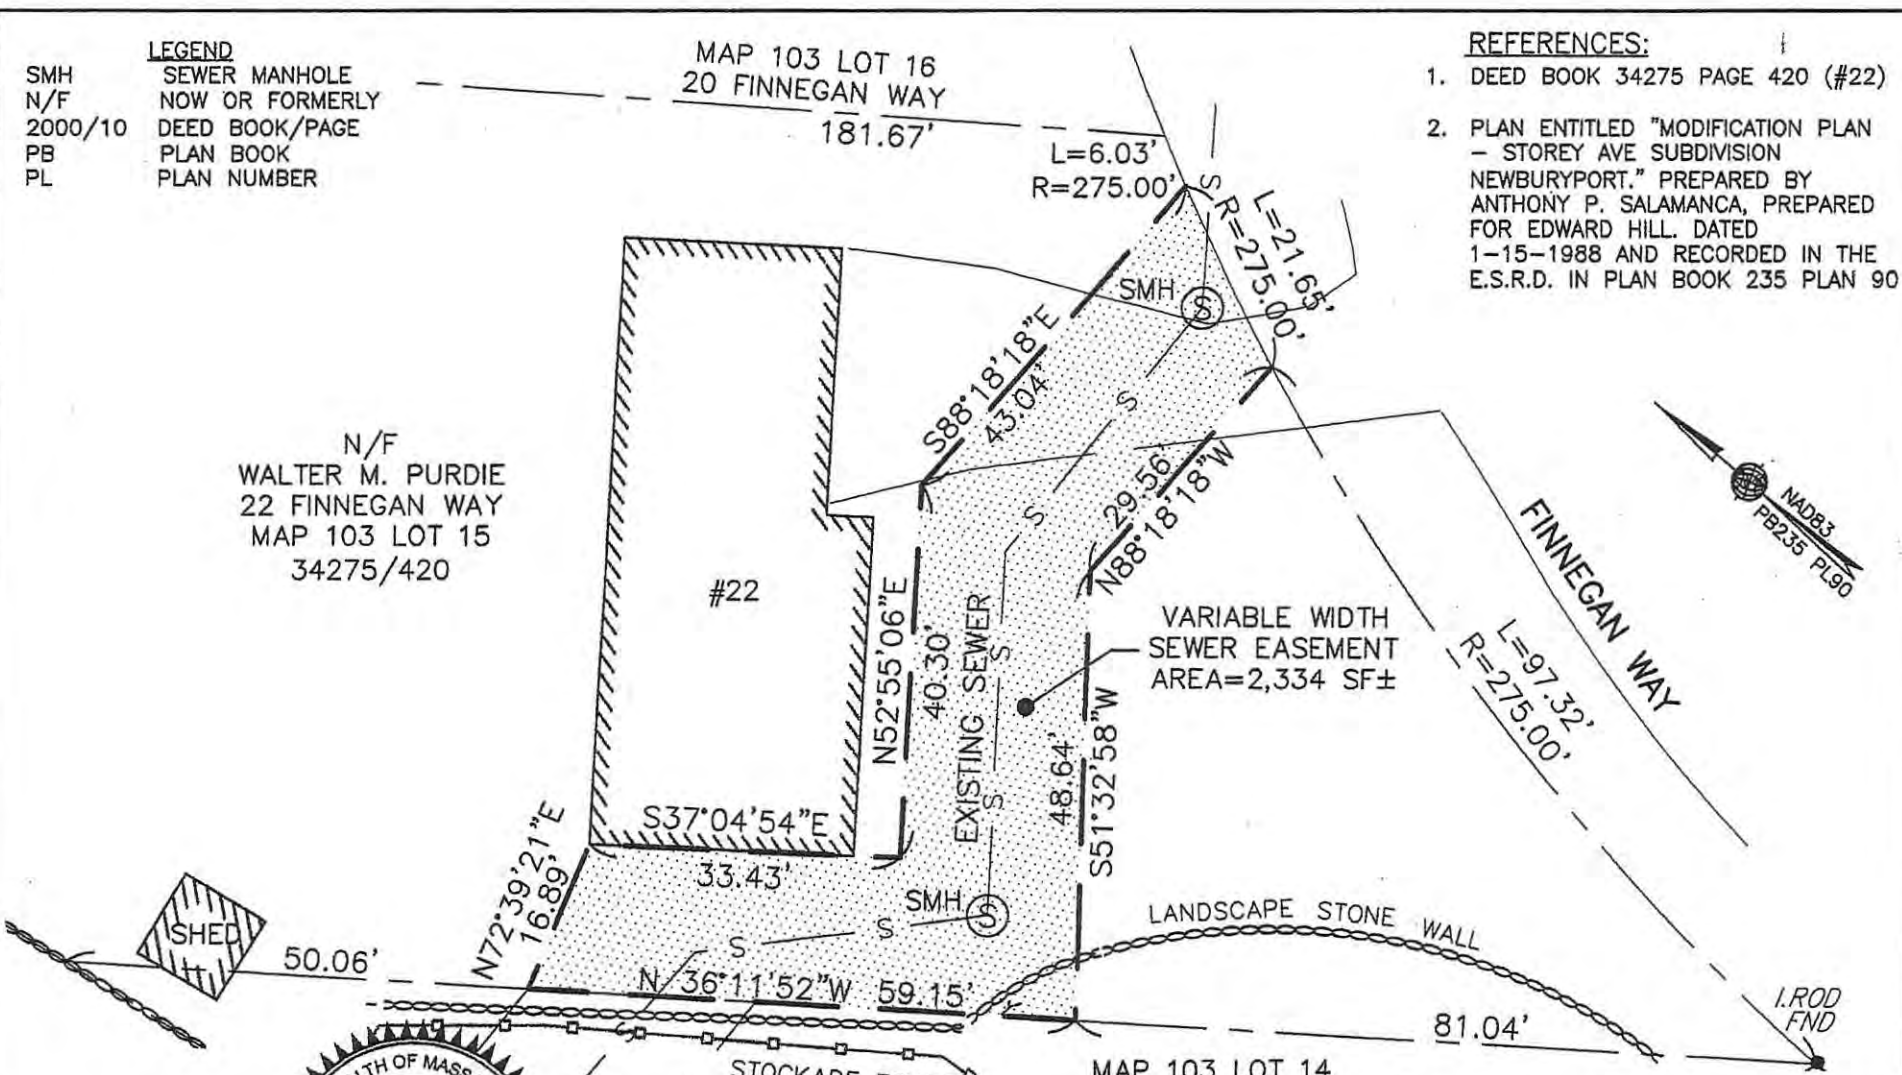 LEGEND
SMH SEWER MANHOLE
N/F NOW OR FORMERLY
2000/10 DEED BOOK/PAGE
PB PLAN BOOK
PL PLAN NUMBER
MAP 103 LOT 16
20 FINNEGAN WAY
181.67'
L=6.03'
R=275.00'
REFERENCES:
1. DEED BOOK 34275 PAGE 420 (#22)
2. PLAN ENTITLED "MODIFICATION PLAN
– STOREY AVE SUBDIVISION
NEWBURYPORT." PREPARED BY
ANTHONY P. SALAMANCA, PREPARED
FOR EDWARD HILL. DATED
1-15-1988 AND RECORDED IN THE
E.S.R.D. IN PLAN BOOK 235 PLAN 90
S
L=21.65'
R=275.00'
SMH S
S88°18'18"E
43.04'
S
S
29.56'
N88°18'18"W
N/F
WALTER M. PURDIE
22 FINNEGAN WAY
MAP 103 LOT 15
34275/420
#22
NAD83
PB235 PL90
FINNEGAN WAY
L=97.32'
R=275.00'
VARIABLE WIDTH
SEWER EASEMENT
AREA=2,334 SF±
N52°55'06"E
40.30'
EXISTING SEWER
S
S
48.64'
S51°32'58"W
S37°04'54"E
33.43'
N72°39'21"E
16.89'
SHED
50.06'
SMH S
S
S
N 36°11'52"W 59.15'
LANDSCAPE STONE WALL
81.04'
I.ROD
FND
MAP 103 LOT 14
STOCKADE
TH OF MASS